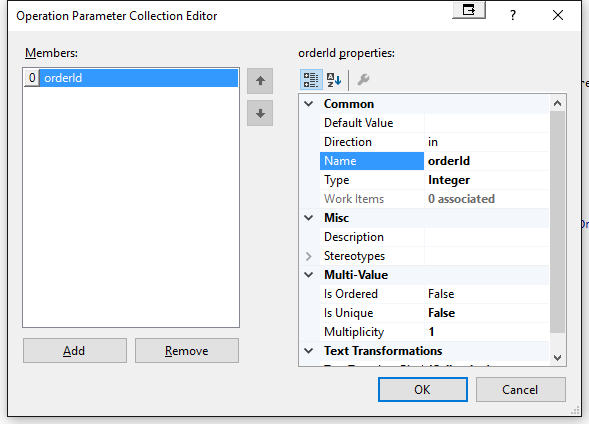 Operation Parameter Collection Editor
?
Members:
0 orderId
Add
Remove
orderId properties:
Common
Default Value
Direction in
Name orderId
Type Integer
Work Items 0 associated
Misc
Description
Stereotypes
Multi-Value
Is Ordered False
Is Unique False
Multiplicity 1
Text Transformations
OK
Cancel